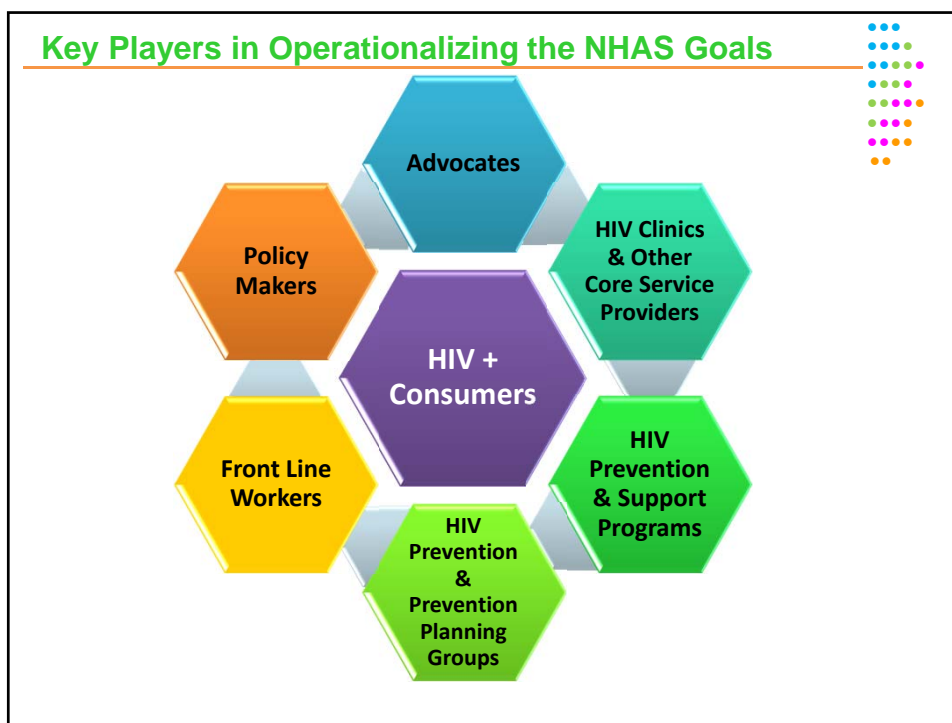 Key Players in Operationalizing the NHAS Goals
Advocates
HIV Clinics
& Other
Core Service
Providers
Policy
Makers
HIV +
Consumers
HIV
Prevention
& Support
Programs
Front Line
Workers
HIV
Prevention
&
Prevention
Planning
Groups